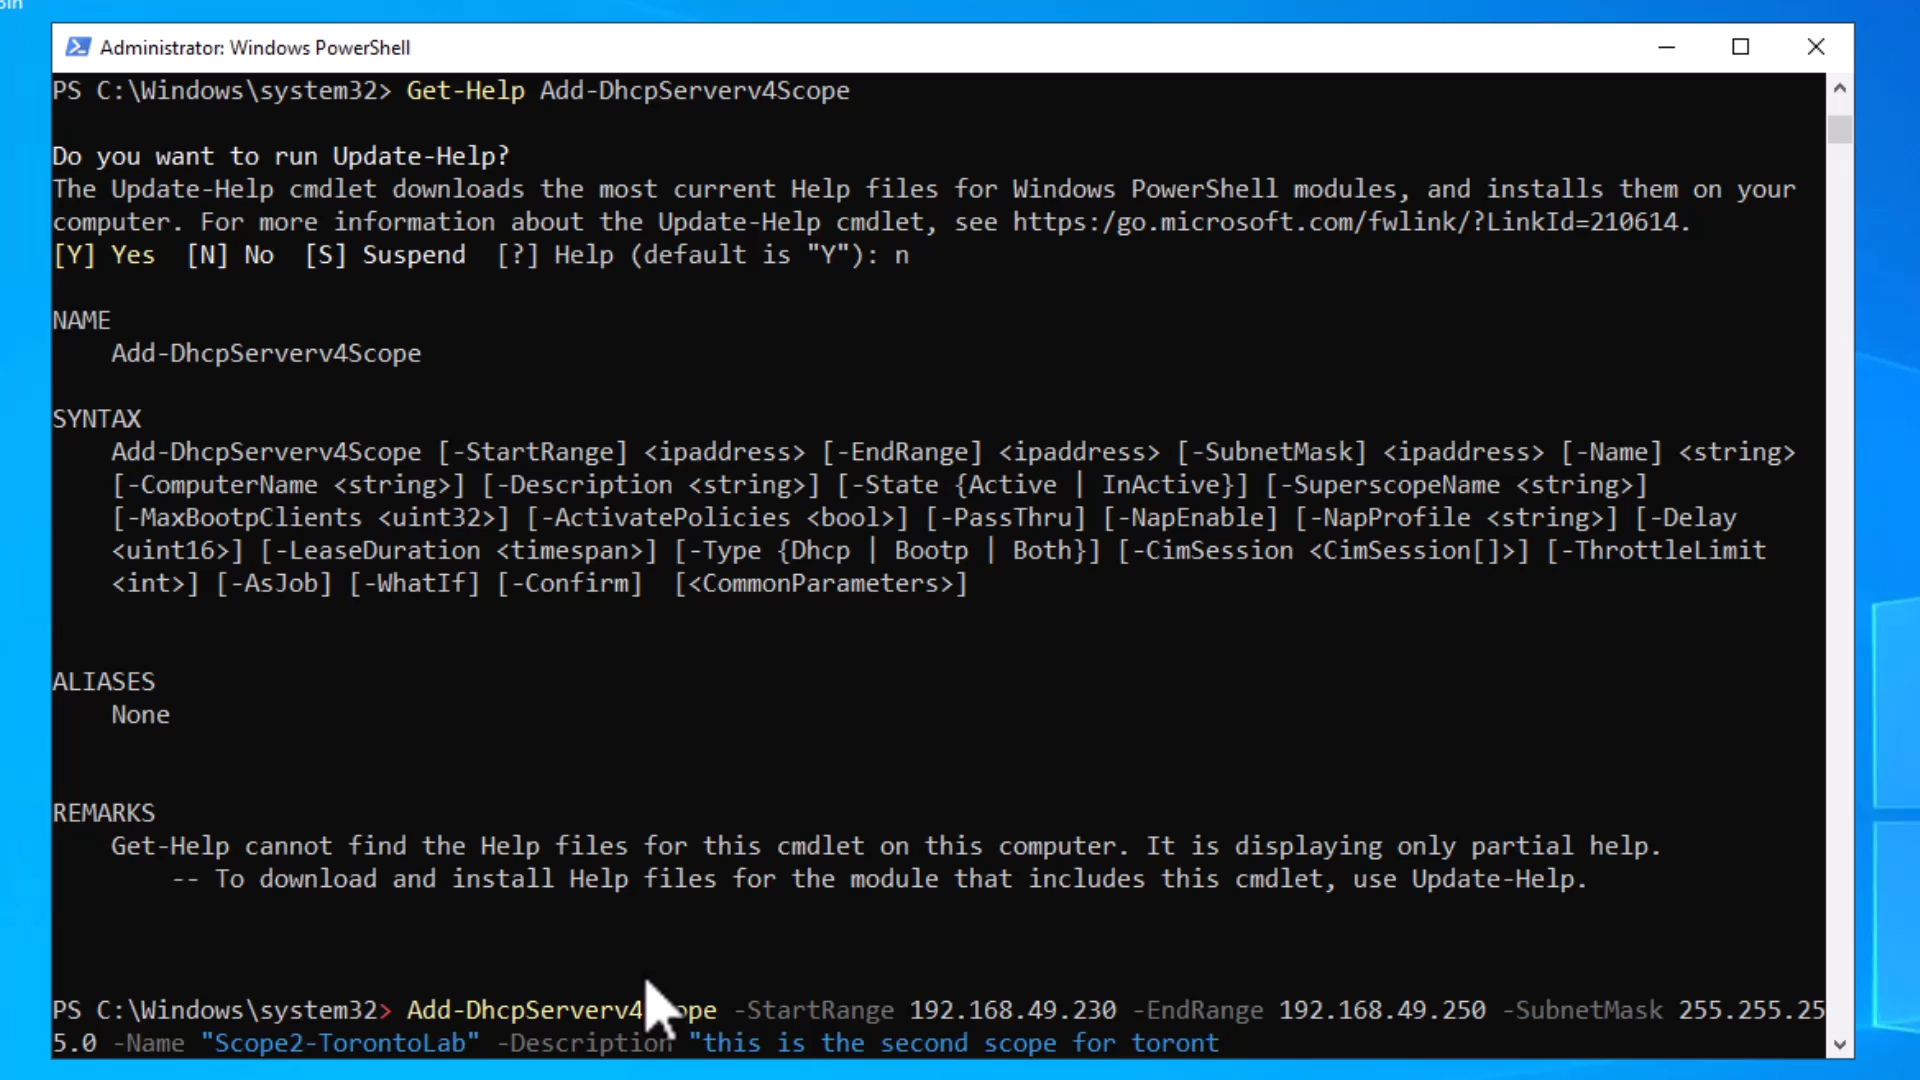 Bin
Administrator: Windows PowerShell
PS C:\Windows\system32> Get-Help Add-DhcpServerv4Scope
Do you want to run Update-Help?
The Update-Help cmdlet downloads the most current Help files for Windows PowerShell modules, and installs them on your
computer. For more information about the Update-Help cmdlet, see https:/go.microsoft.com/fwlink/?LinkId=210614.
[Y] Yes  [N] No  [S] Suspend  [?] Help (default is "Y"): n
NAME
    Add-DhcpServerv4Scope
SYNTAX
    Add-DhcpServerv4Scope [-StartRange] <ipaddress> [-EndRange] <ipaddress> [-SubnetMask] <ipaddress> [-Name] <string>
    [-ComputerName <string>] [-Description <string>] [-State {Active | InActive}] [-SuperscopeName <string>]
    [-MaxBootpClients <uint32>] [-ActivatePolicies <bool>] [-PassThru] [-NapEnable] [-NapProfile <string>] [-Delay
    <uint16>] [-LeaseDuration <timespan>] [-Type {Dhcp | Bootp | Both}] [-CimSession <CimSession[]>] [-ThrottleLimit
    <int>] [-AsJob] [-WhatIf] [-Confirm]  [<CommonParameters>]
ALIASES
    None
REMARKS
    Get-Help cannot find the Help files for this cmdlet on this computer. It is displaying only partial help.
        -- To download and install Help files for the module that includes this cmdlet, use Update-Help.
PS C:\Windows\system32> Add-DhcpServerv4Scope -StartRange 192.168.49.230 -EndRange 192.168.49.250 -SubnetMask 255.255.25
5.0 -Name "Scope2-TorontoLab" -Description "this is the second scope for toront